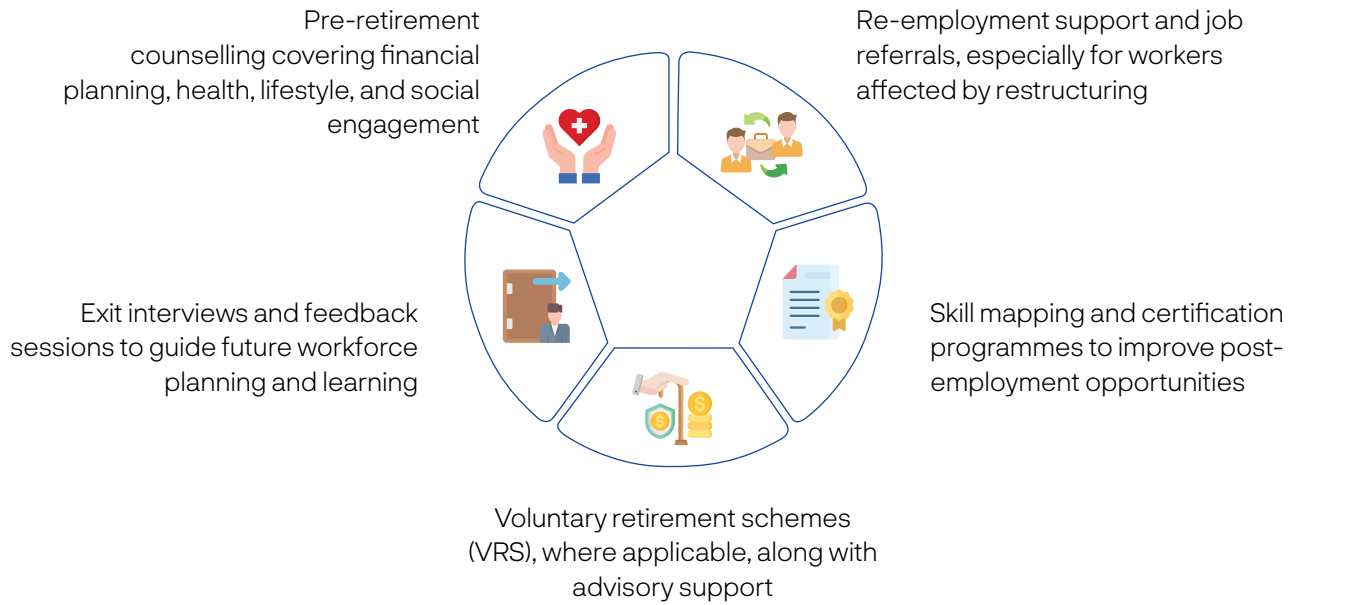 Pre-retirement
counselling covering financial
planning, health, lifestyle, and social
engagement
Re-employment support and job
referrals, especially for workers
affected by restructuring
Exit interviews and feedback
sessions to guide future workforce
planning and learning
Skill mapping and certification
programmes to improve post-
employment opportunities
$
$
Voluntary retirement schemes
(VRS), where applicable, along with
advisory support